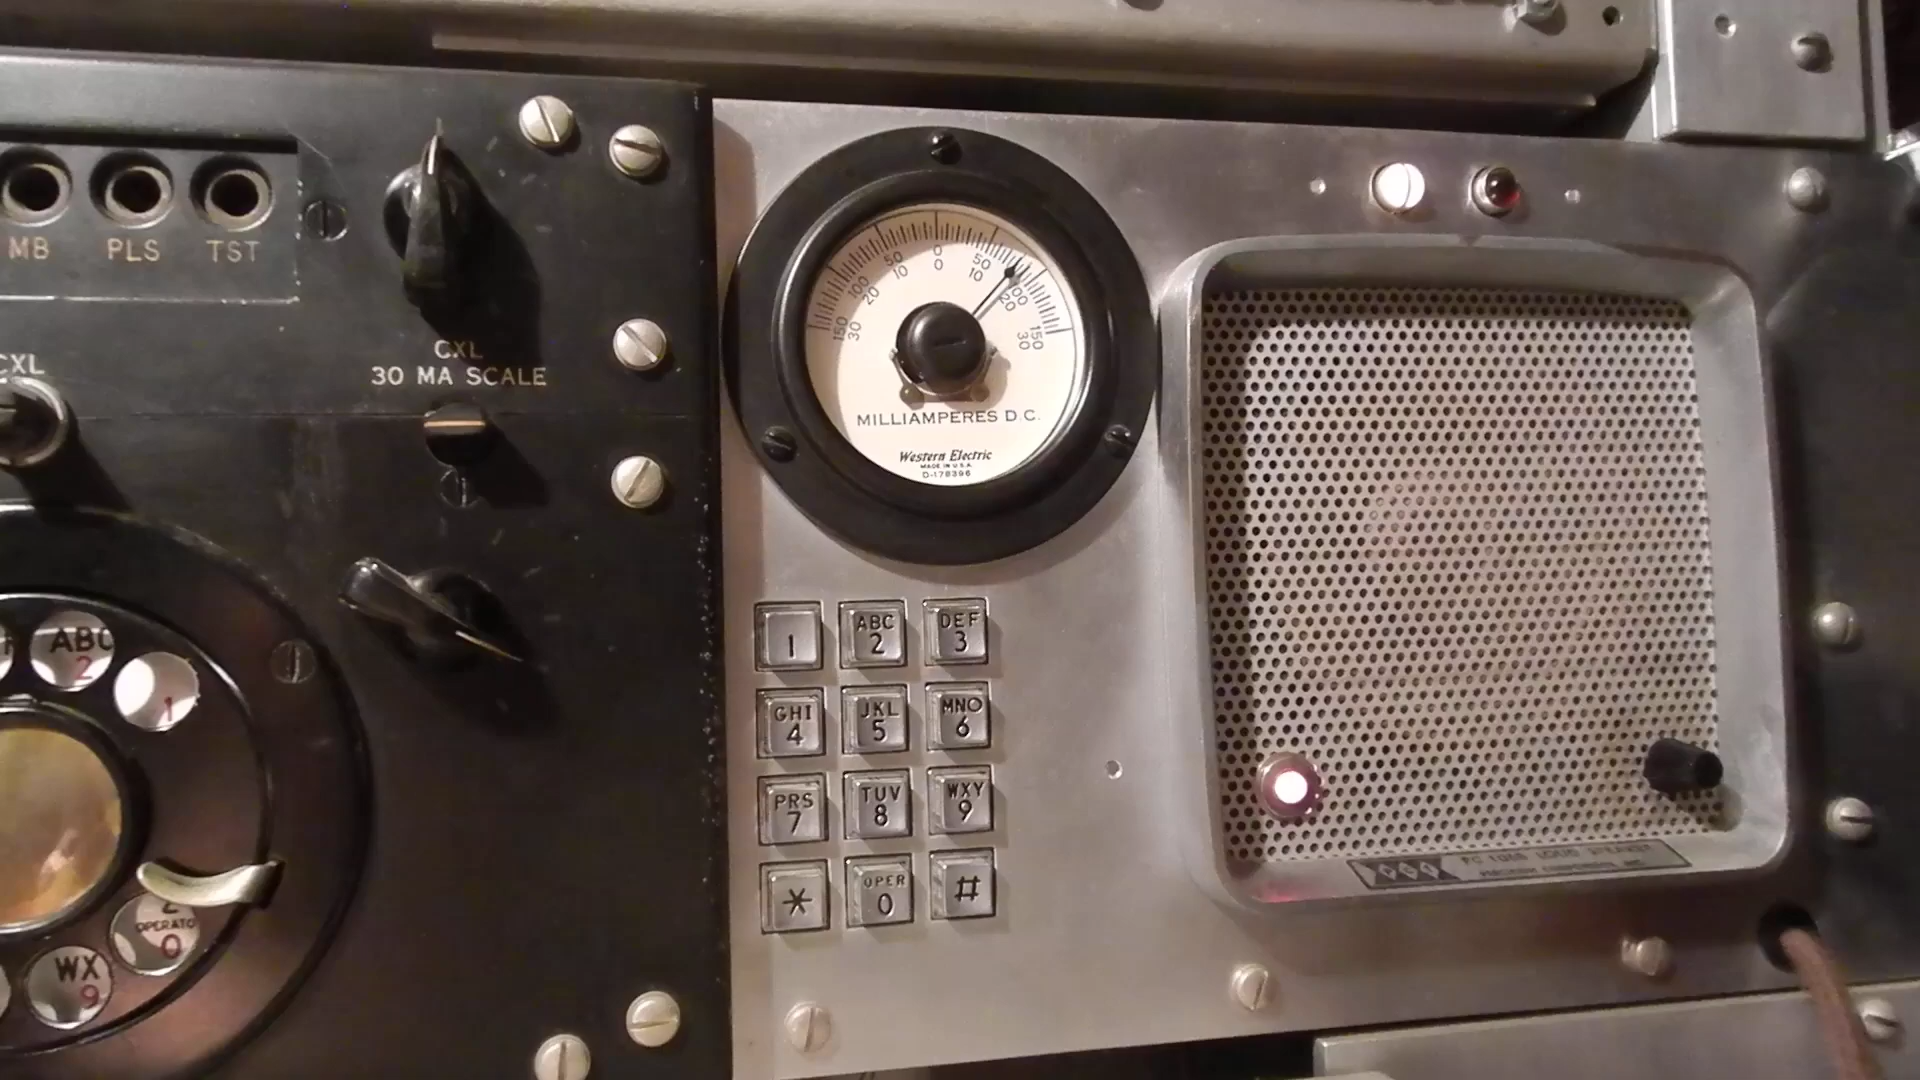 MB PLS TST
CXL
CXL
30 MA SCALE
150 100 50 0 50 100 150
30 20 10 0 10 20 30
MILLIAMPERES D.C.
Western Electric
MADE IN U.S.A.
D-178396
1
ABC
2
DEF
3
GHI
4
JKL
5
MNO
6
PRS
7
TUV
8
WXY
9
*
OPER
0
#
ABC
2
1
OPERATO
0
WX
9
LOUD SPEAKER